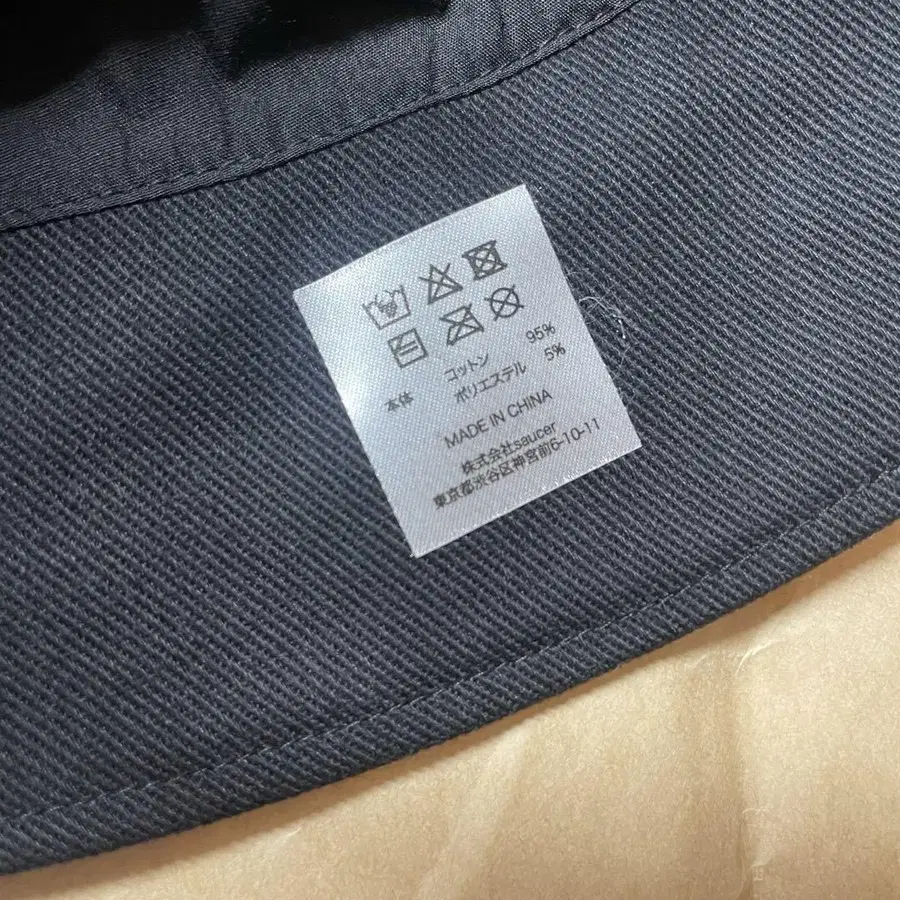 本体 コットン 95%
ポリエステル 5%
MADE IN CHINA
株式会社saucer
東京都渋谷区神宮前6-10-11